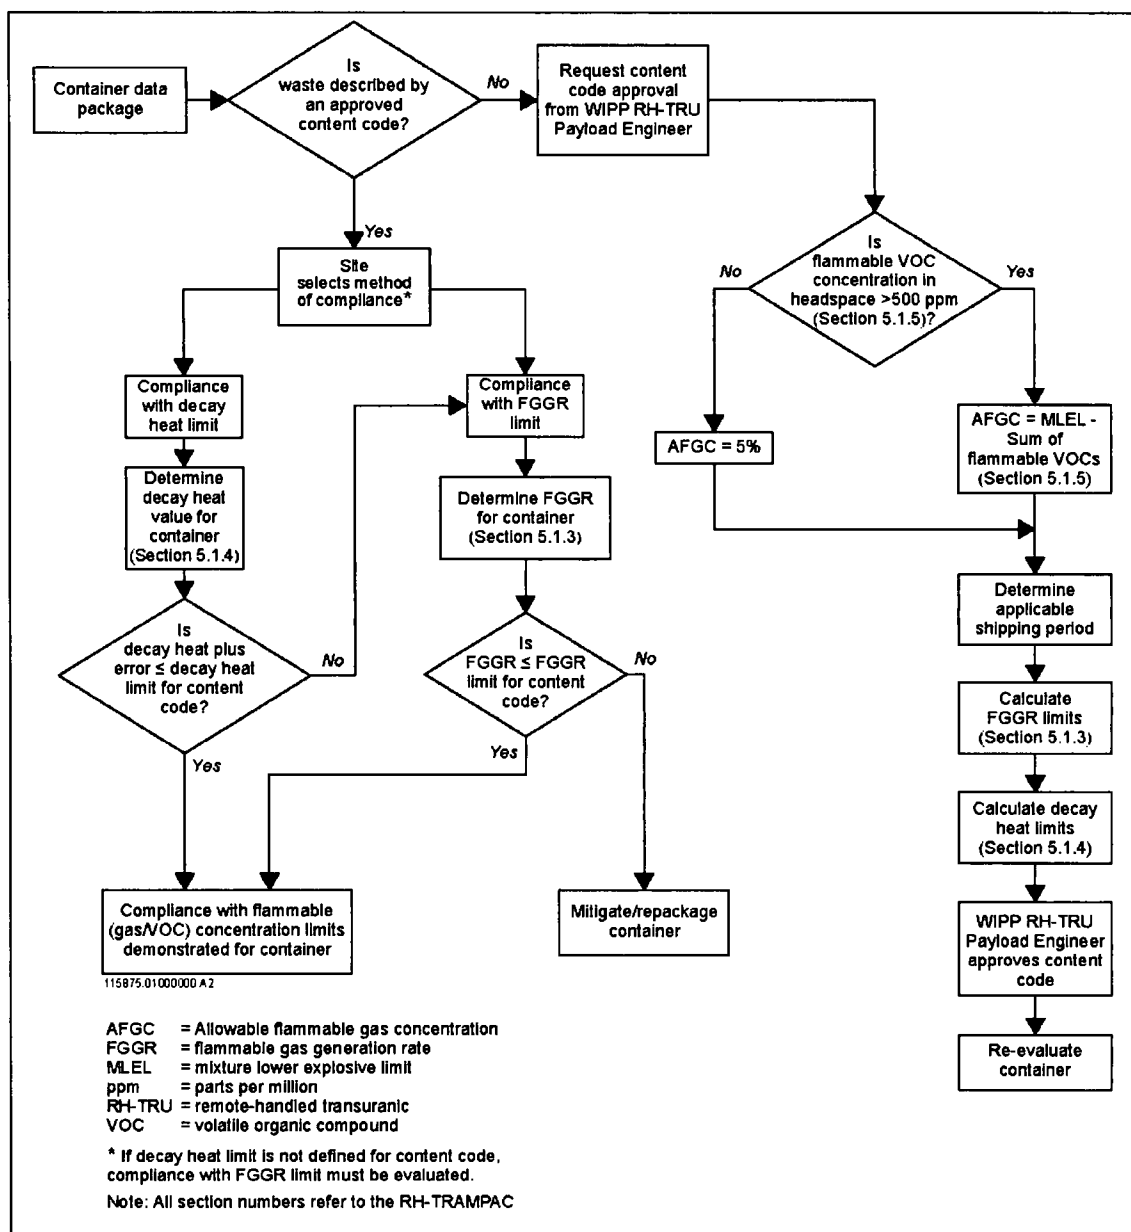 Container data
package
Is
waste described by
an approved
content code?
No
Request content
code approval
from WIPP RH-TRU
Payload Engineer
Yes
Site
selects method
of compliance*
Is
flammable VOC
concentration in
headspace >500 ppm
(Section 5.1.5)?
No
Yes
Compliance
with decay
heat limit
Compliance
with FGGR
limit
AFGC = 5%
AFGC = MLEL -
Sum of
flammable VOCs
(Section 5.1.5)
Determine
decay heat
value for
container
(Section 5.1.4)
Determine FGGR
for container
(Section 5.1.3)
Determine
applicable
shipping period
Is
decay heat plus
error ≤ decay heat
limit for content
code?
No
Yes
Is
FGGR ≤ FGGR
limit for content
code?
No
Yes
Calculate
FGGR limits
(Section 5.1.3)
Calculate decay
heat limits
(Section 5.1.4)
Compliance with flammable
(gas/VOC) concentration limits
demonstrated for container
Mitigate/repackage
container
WIPP RH-TRU
Payload Engineer
approves content
code
Re-evaluate
container
115875.01000000 A2
AFGC = Allowable flammable gas concentration
FGGR = flammable gas generation rate
MLEL = mixture lower explosive limit
ppm = parts per million
RH-TRU = remote-handled transuranic
VOC = volatile organic compound
* If decay heat limit is not defined for content code,
compliance with FGGR limit must be evaluated.
Note: All section numbers refer to the RH-TRAMPAC